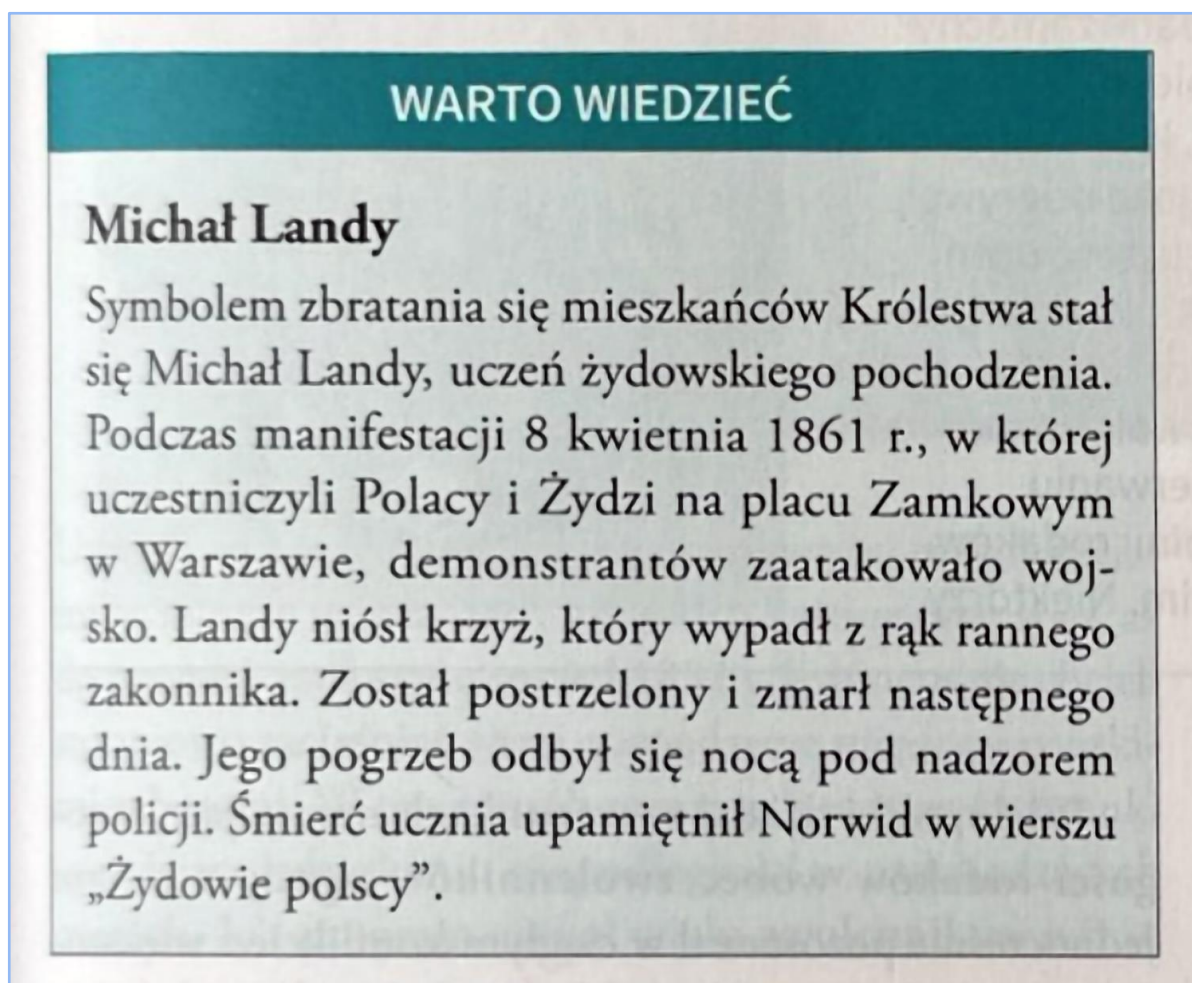 WARTO WIEDZIEĆ
Michał Landy
Symbolem zbratania się mieszkańców Królestwa stał
się Michał Landy, uczeń żydowskiego pochodzenia.
Podczas manifestacji 8 kwietnia 1861 r., w której
uczestniczyli Polacy i Żydzi na placu Zamkowym
w Warszawie, demonstrantów zaatakowało woj-
sko. Landy niósł krzyż, który wypadł z rąk rannego
zakonnika. Został postrzelony i zmarł następnego
dnia. Jego pogrzeb odbył się nocą pod nadzorem
policji. Śmierć ucznia upamiętnił Norwid w wierszu
„Żydowie polscy”.